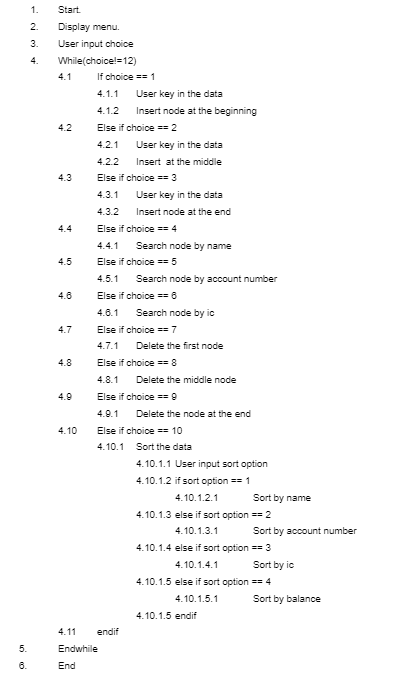 1. Start.
2. Display menu.
3. User input choice
4. While(choice!=12)
4.1 If choice == 1
4.1.1 User key in the data
4.1.2 Insert node at the beginning
4.2 Else if choice == 2
4.2.1 User key in the data
4.2.2 Insert at the middle
4.3 Else if choice == 3
4.3.1 User key in the data
4.3.2 Insert node at the end
4.4 Else if choice == 4
4.4.1 Search node by name
4.5 Else if choice == 5
4.5.1 Search node by account number
4.6 Else if choice == 6
4.6.1 Search node by ic
4.7 Else if choice == 7
4.7.1 Delete the first node
4.8 Else if choice == 8
4.8.1 Delete the middle node
4.9 Else if choice == 9
4.9.1 Delete the node at the end
4.10 Else if choice == 10
4.10.1 Sort the data
4.10.1.1 User input sort option
4.10.1.2 if sort option == 1
4.10.1.2.1 Sort by name
4.10.1.3 else if sort option == 2
4.10.1.3.1 Sort by account number
4.10.1.4 else if sort option == 3
4.10.1.4.1 Sort by ic
4.10.1.5 else if sort option == 4
4.10.1.5.1 Sort by balance
4.10.1.5 endif
4.11 endif
5. Endwhile
6. End